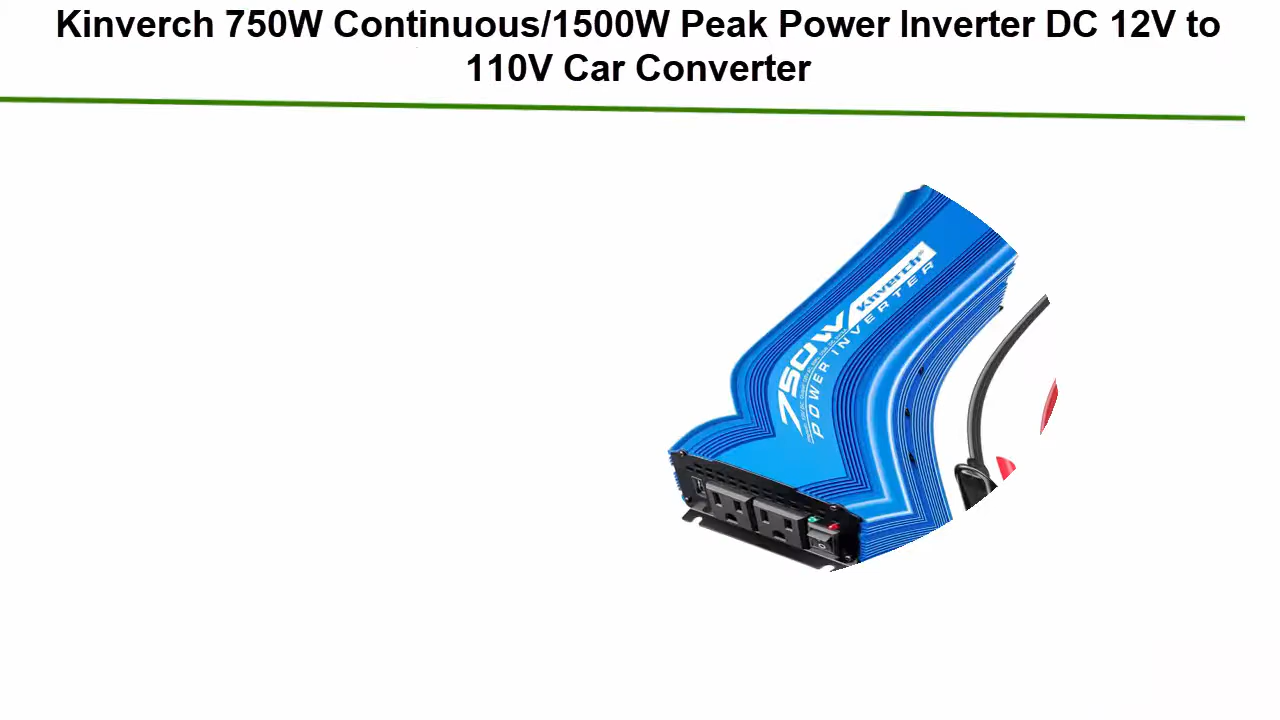 Kinverch 750W Continuous/1500W Peak Power Inverter DC 12V to
110V Car Converter
Kinverch
750W
POWER INVERTER